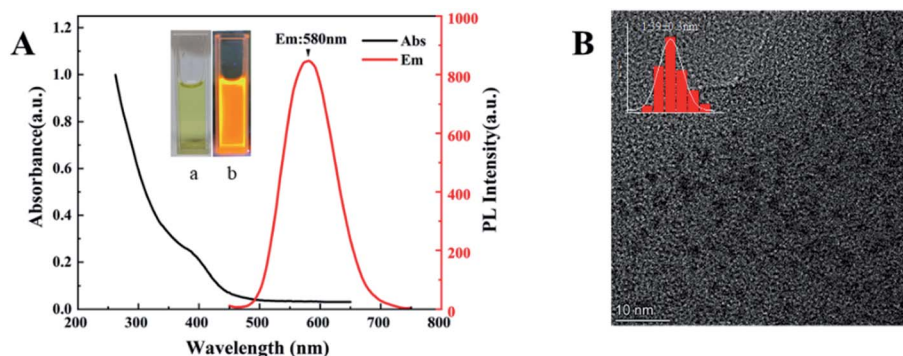 A
Em:580nm
Abs
Em
a
b
1.2
1.0
0.8
0.6
0.4
0.2
0.0
Absorbance(a.u.)
1000
800
600
400
200
0
PL Intensity(a.u.)
200 300 400 500 600 700 800
Wavelength (nm)
B
10 nm